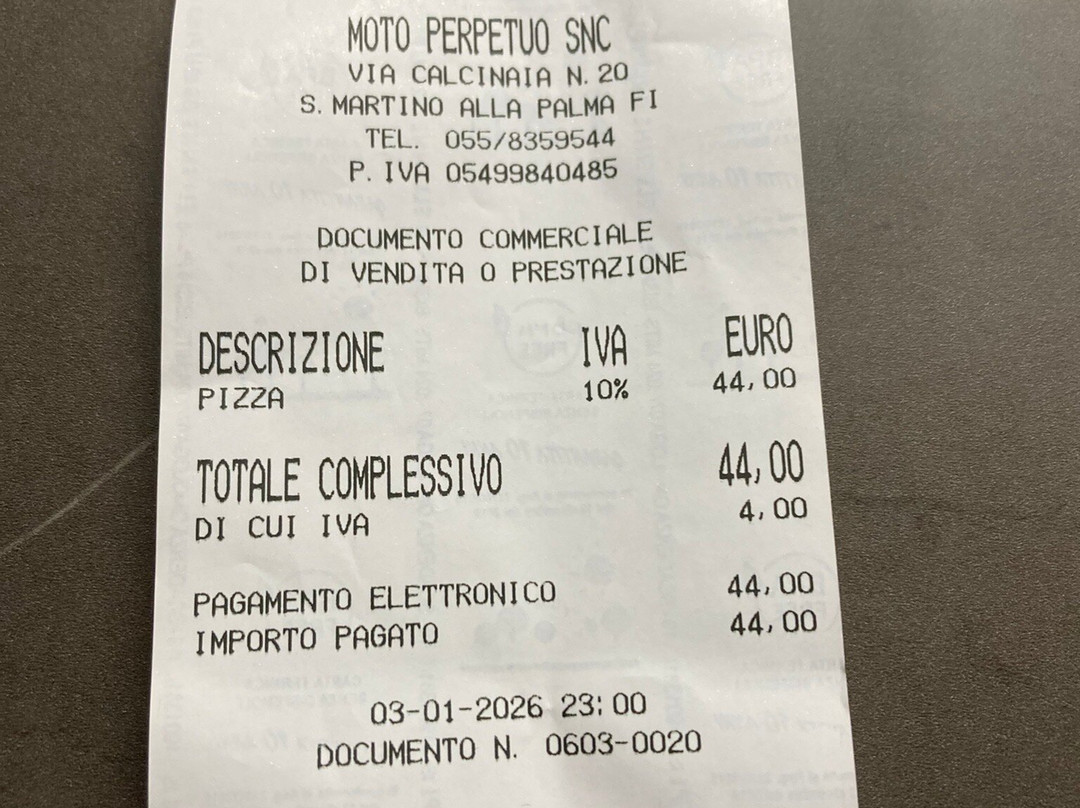 MOTO PERPETUO SNC
VIA CALCINAIA N. 20
S. MARTINO ALLA PALMA FI
TEL. 055/8359544
P. IVA 05499840485
DOCUMENTO COMMERCIALE
DI VENDITA O PRESTAZIONE
DESCRIZIONE IVA EURO
PIZZA 10% 44,00
TOTALE COMPLESSIVO 44,00
DI CUI IVA 4,00
PAGAMENTO ELETTRONICO 44,00
IMPORTO PAGATO 44,00
03-01-2026 23:00
DOCUMENTO N. 0603-0020